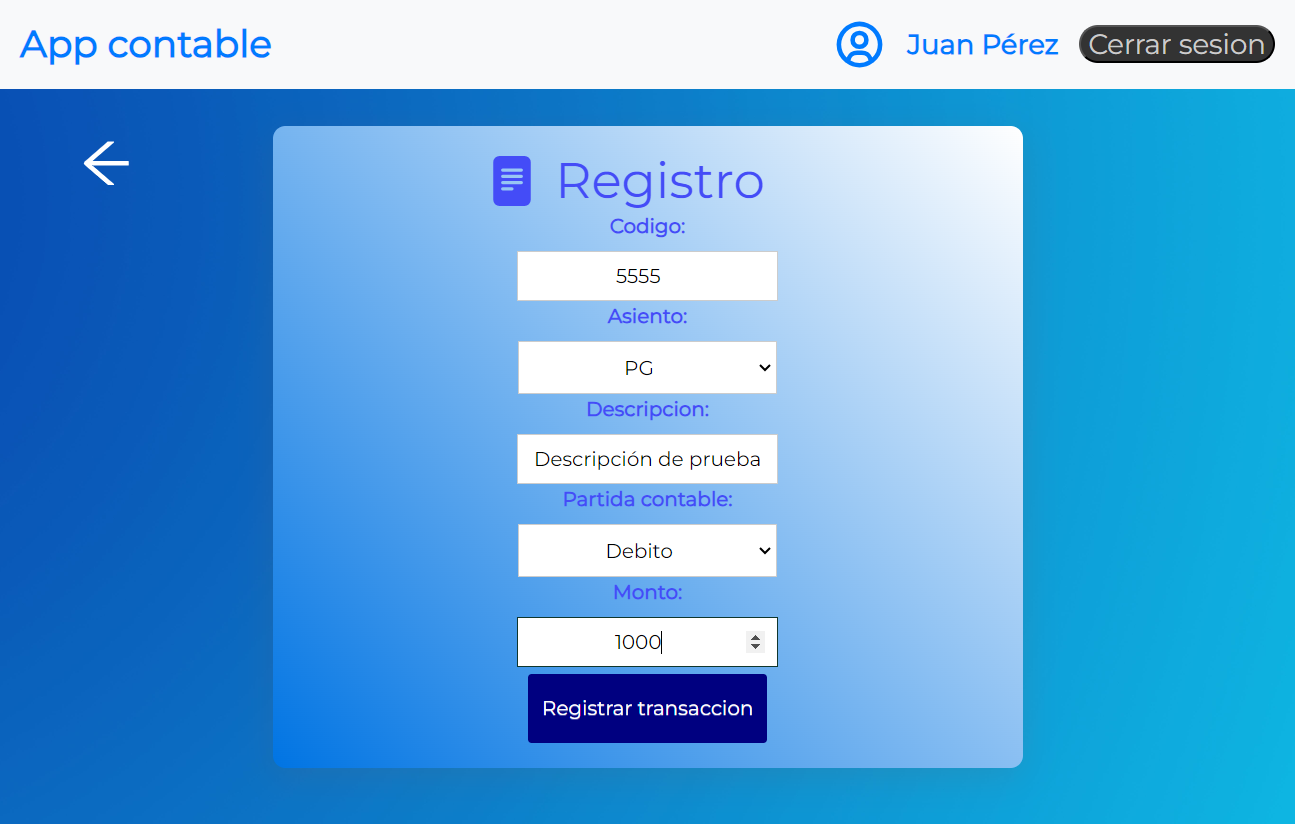 App contable
Juan Pérez
Cerrar sesion
Registro
Codigo:
5555
Asiento:
PG
Descripcion:
Descripción de prueba
Partida contable:
Debito
Monto:
1000
Registrar transaccion